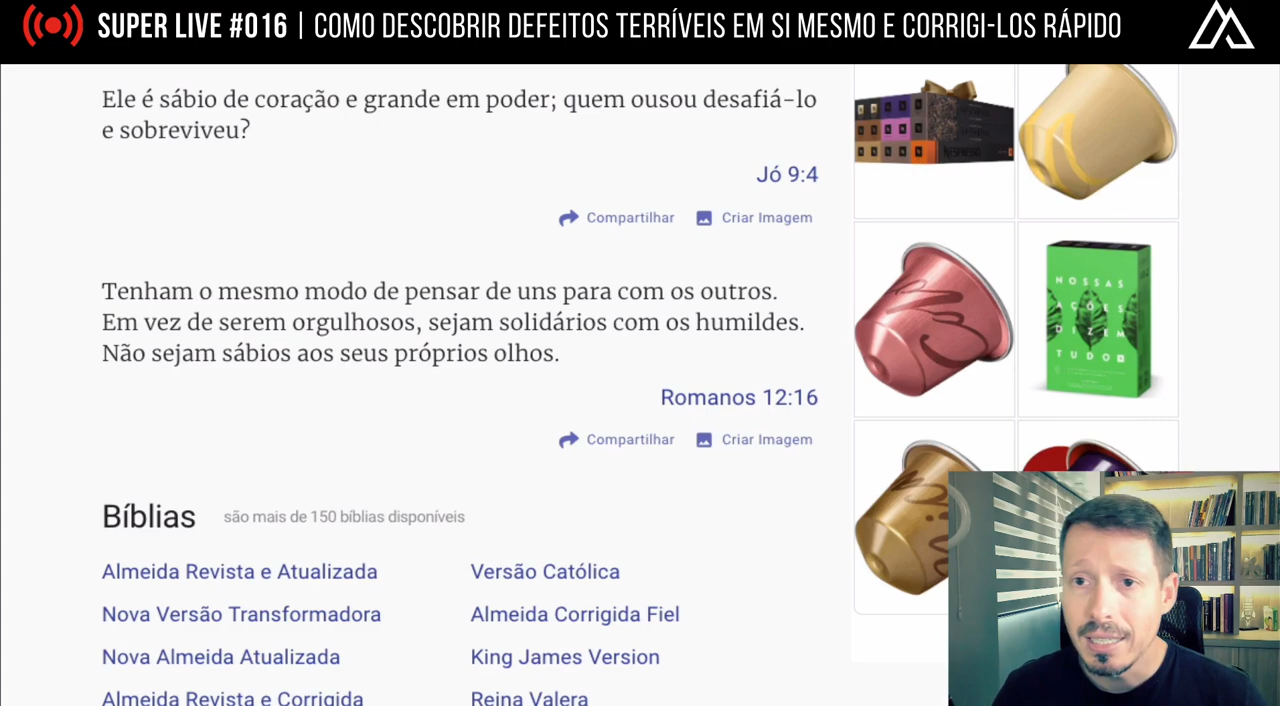 SUPER LIVE #016 | COMO DESCOBRIR DEFEITOS TERRÍVEIS EM SI MESMO E CORRIGI-LOS RÁPIDO
Ele é sábio de coração e grande em poder; quem ousou desafiá-lo
e sobreviveu?
Jó 9:4
Compartilhar
Criar Imagem
Tenham o mesmo modo de pensar de uns para com os outros.
Em vez de serem orgulhosos, sejam solidários com os humildes.
Não sejam sábios aos seus próprios olhos.
Romanos 12:16
Compartilhar
Criar Imagem
Bíblias
são mais de 150 bíblias disponíveis
Almeida Revista e Atualizada
Versão Católica
Nova Versão Transformadora
Almeida Corrigida Fiel
Nova Almeida Atualizada
King James Version
Almeida Revista e Corrigida
Reina Valera
NESPRESSO
NOSSAS
AÇÕES
DIZEM
TUDO